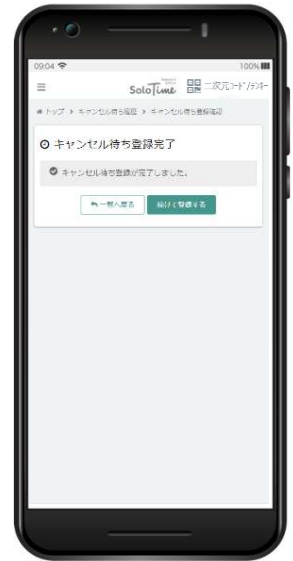 09:04 100%
SoloTime 二次元コード/テンキー
トップ > キャンセル待ち履歴 > キャンセル待ち登録確認
キャンセル待ち登録完了
キャンセル待ち登録が完了しました。
一覧へ戻る 続けて登録する